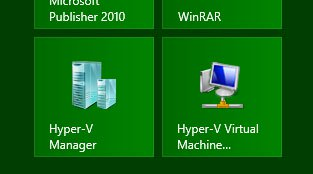 Microsoft
Publisher 2010
WinRAR
Hyper-V
Manager
Hyper-V Virtual
Machine...